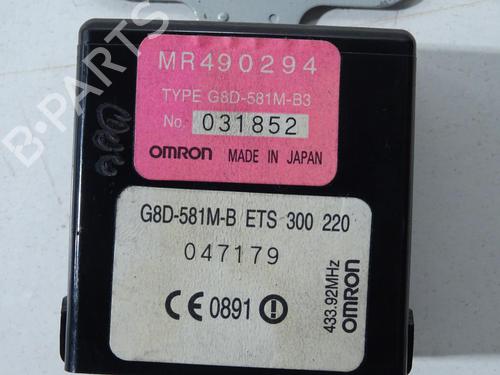 MR490294
TYPE G8D-581M-B3
No. 031852
OMRON MADE IN JAPAN
G8D-581M-B ETS 300 220
047179
CE 0891
433.92MHz
OMRON
B-PARTS